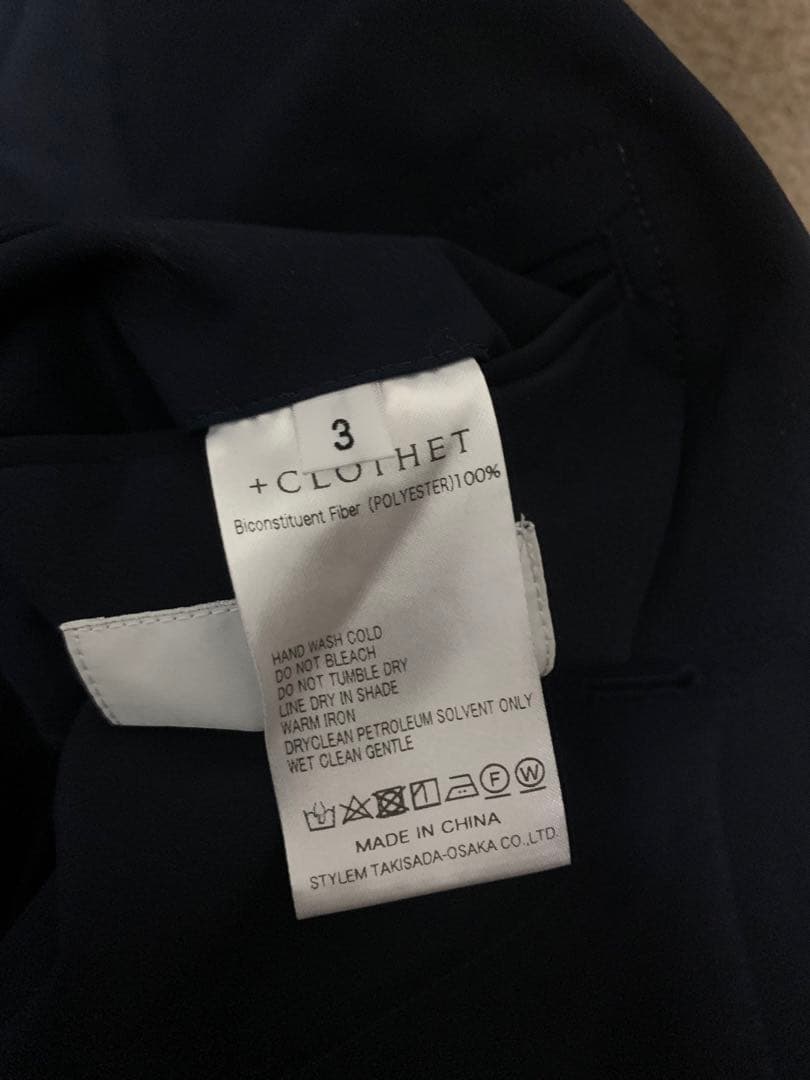 3
+CLOTHET
Biconstituent Fiber (POLYESTER)100%
HAND WASH COLD
DO NOT BLEACH
DO NOT TUMBLE DRY
LINE DRY IN SHADE
WARM IRON
DRYCLEAN PETROLEUM SOLVENT ONLY
WET CLEAN GENTLE
F W
MADE IN CHINA
STYLEM TAKISADA-OSAKA CO.,LTD.